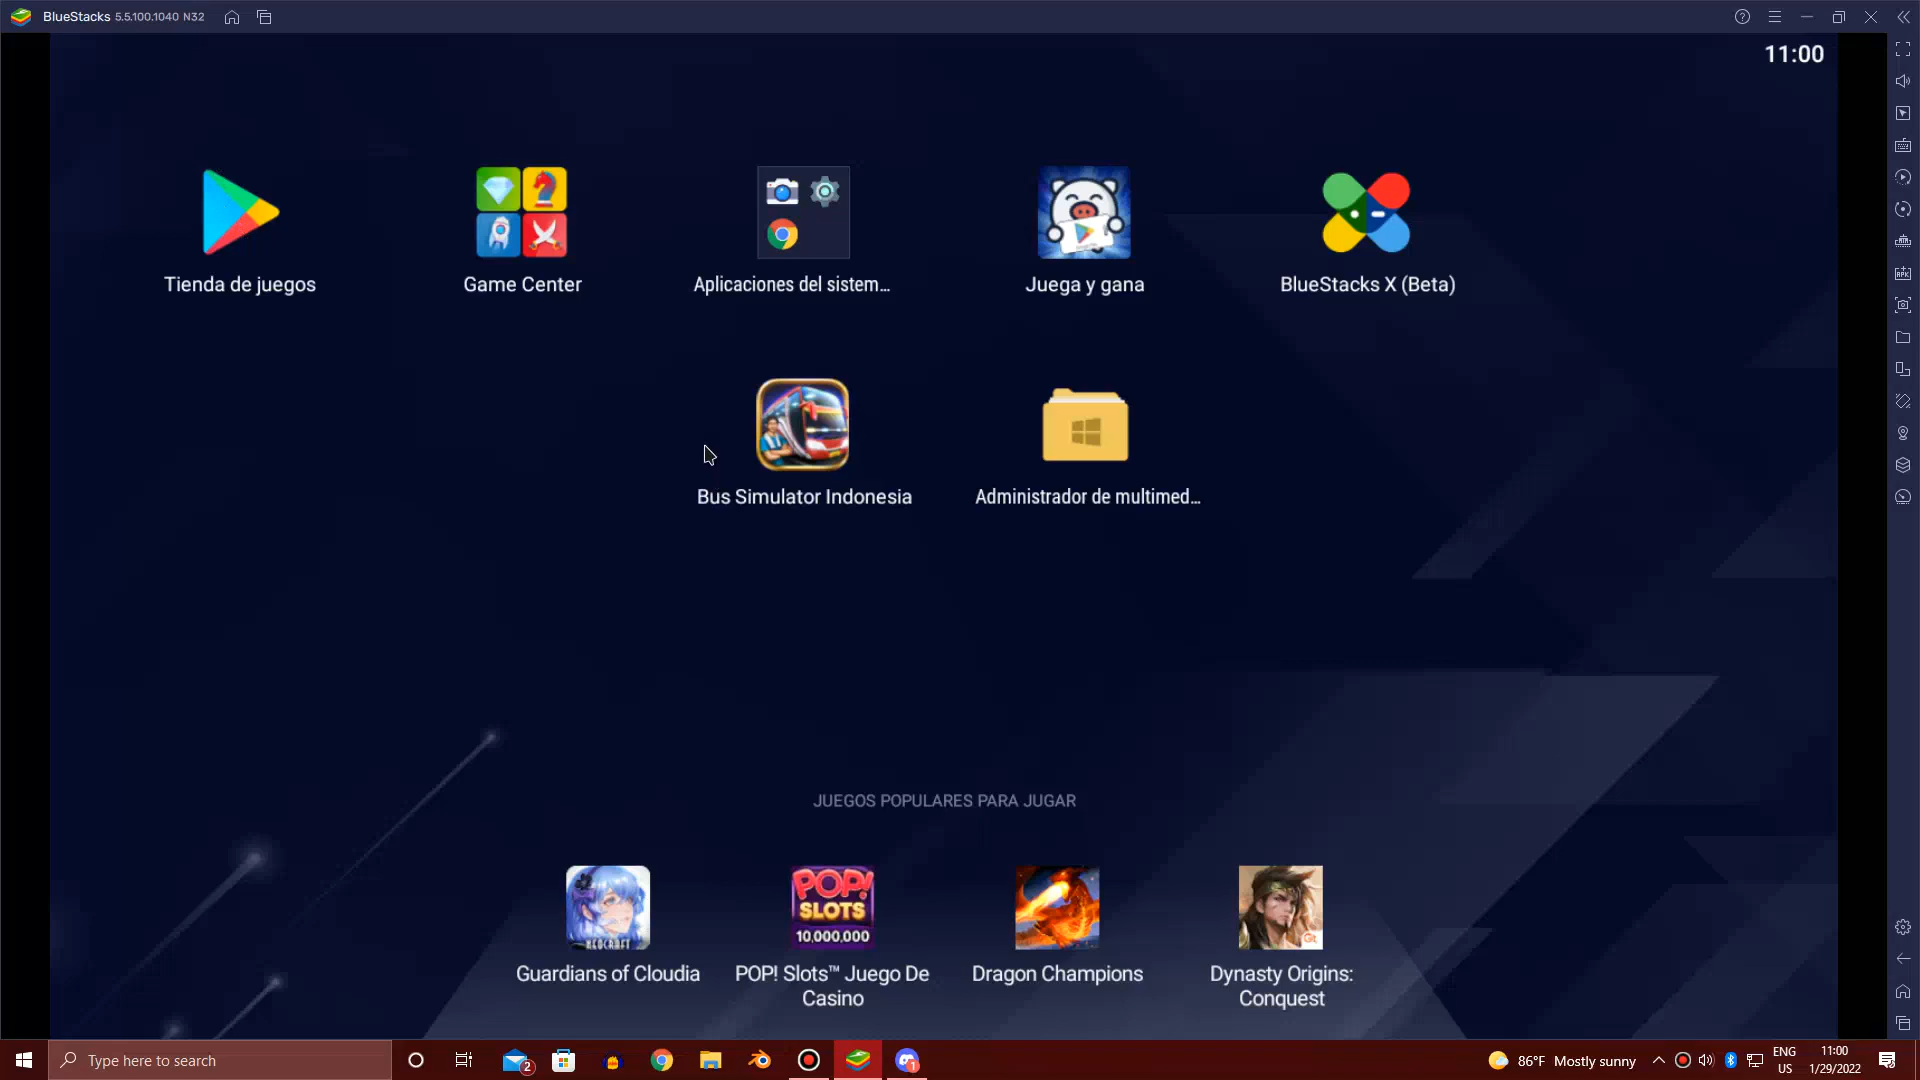 BlueStacks 5.5.100.1040 N32
11:00
Tienda de juegos
Game Center
Aplicaciones del sistem...
Juega y gana
BlueStacks X (Beta)
Bus Simulator Indonesia
Administrador de multimed...
JUEGOS POPULARES PARA JUGAR
NEOCRAFT
POP!
SLOTS
10,000,000
Guardians of Cloudia
POP! Slots™ Juego De
Casino
Dragon Champions
Dynasty Origins:
Conquest
Type here to search
2
1
86°F Mostly sunny
ENG
US
11:00
1/29/2022